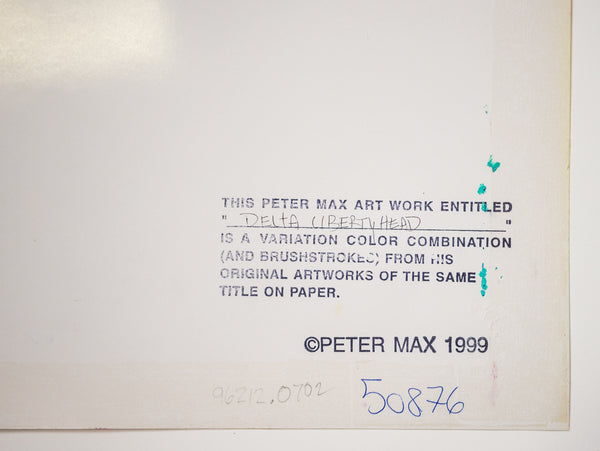 THIS PETER MAX ART WORK ENTITLED
" DELTA LIBERTY HEAD "
IS A VARIATION COLOR COMBINATION
(AND BRUSHSTROKES) FROM HIS
ORIGINAL ARTWORKS OF THE SAME
TITLE ON PAPER.
©PETER MAX 1999
96212.0702
50876